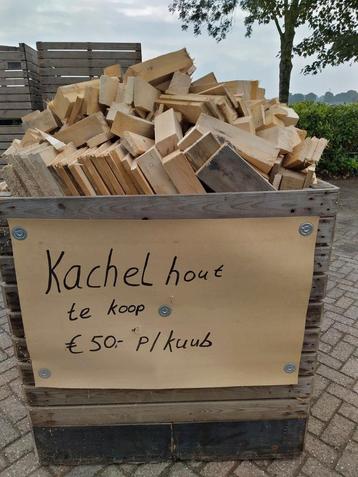 Kachel hout
te koop
€50,- p/kuub